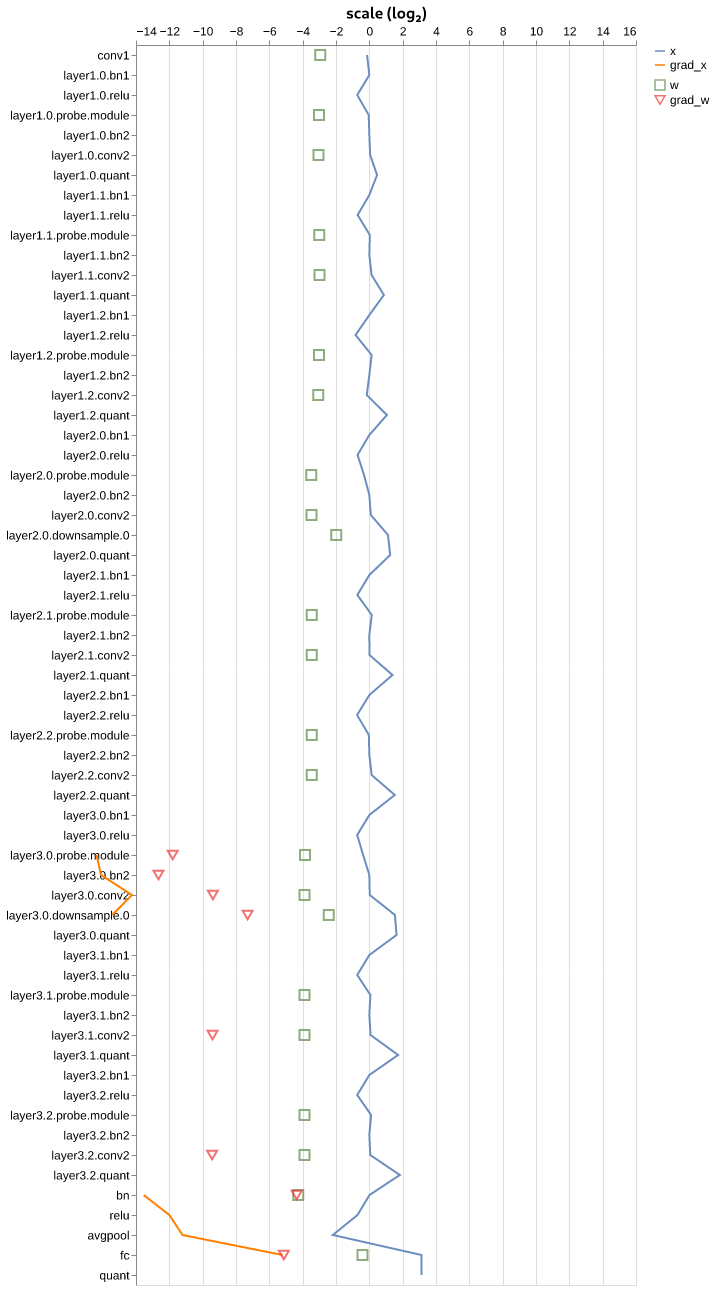 scale (log₂)
−14 −12 −10 −8 −6 −4 −2 0 2 4 6 8 10 12 14 16
x
grad_x
w
grad_w
conv1
layer1.0.bn1
layer1.0.relu
layer1.0.probe.module
layer1.0.bn2
layer1.0.conv2
layer1.0.quant
layer1.1.bn1
layer1.1.relu
layer1.1.probe.module
layer1.1.bn2
layer1.1.conv2
layer1.1.quant
layer1.2.bn1
layer1.2.relu
layer1.2.probe.module
layer1.2.bn2
layer1.2.conv2
layer1.2.quant
layer2.0.bn1
layer2.0.relu
layer2.0.probe.module
layer2.0.bn2
layer2.0.conv2
layer2.0.downsample.0
layer2.0.quant
layer2.1.bn1
layer2.1.relu
layer2.1.probe.module
layer2.1.bn2
layer2.1.conv2
layer2.1.quant
layer2.2.bn1
layer2.2.relu
layer2.2.probe.module
layer2.2.bn2
layer2.2.conv2
layer2.2.quant
layer3.0.bn1
layer3.0.relu
layer3.0.probe.module
layer3.0.bn2
layer3.0.conv2
layer3.0.downsample.0
layer3.0.quant
layer3.1.bn1
layer3.1.relu
layer3.1.probe.module
layer3.1.bn2
layer3.1.conv2
layer3.1.quant
layer3.2.bn1
layer3.2.relu
layer3.2.probe.module
layer3.2.bn2
layer3.2.conv2
layer3.2.quant
bn
relu
avgpool
fc
quant